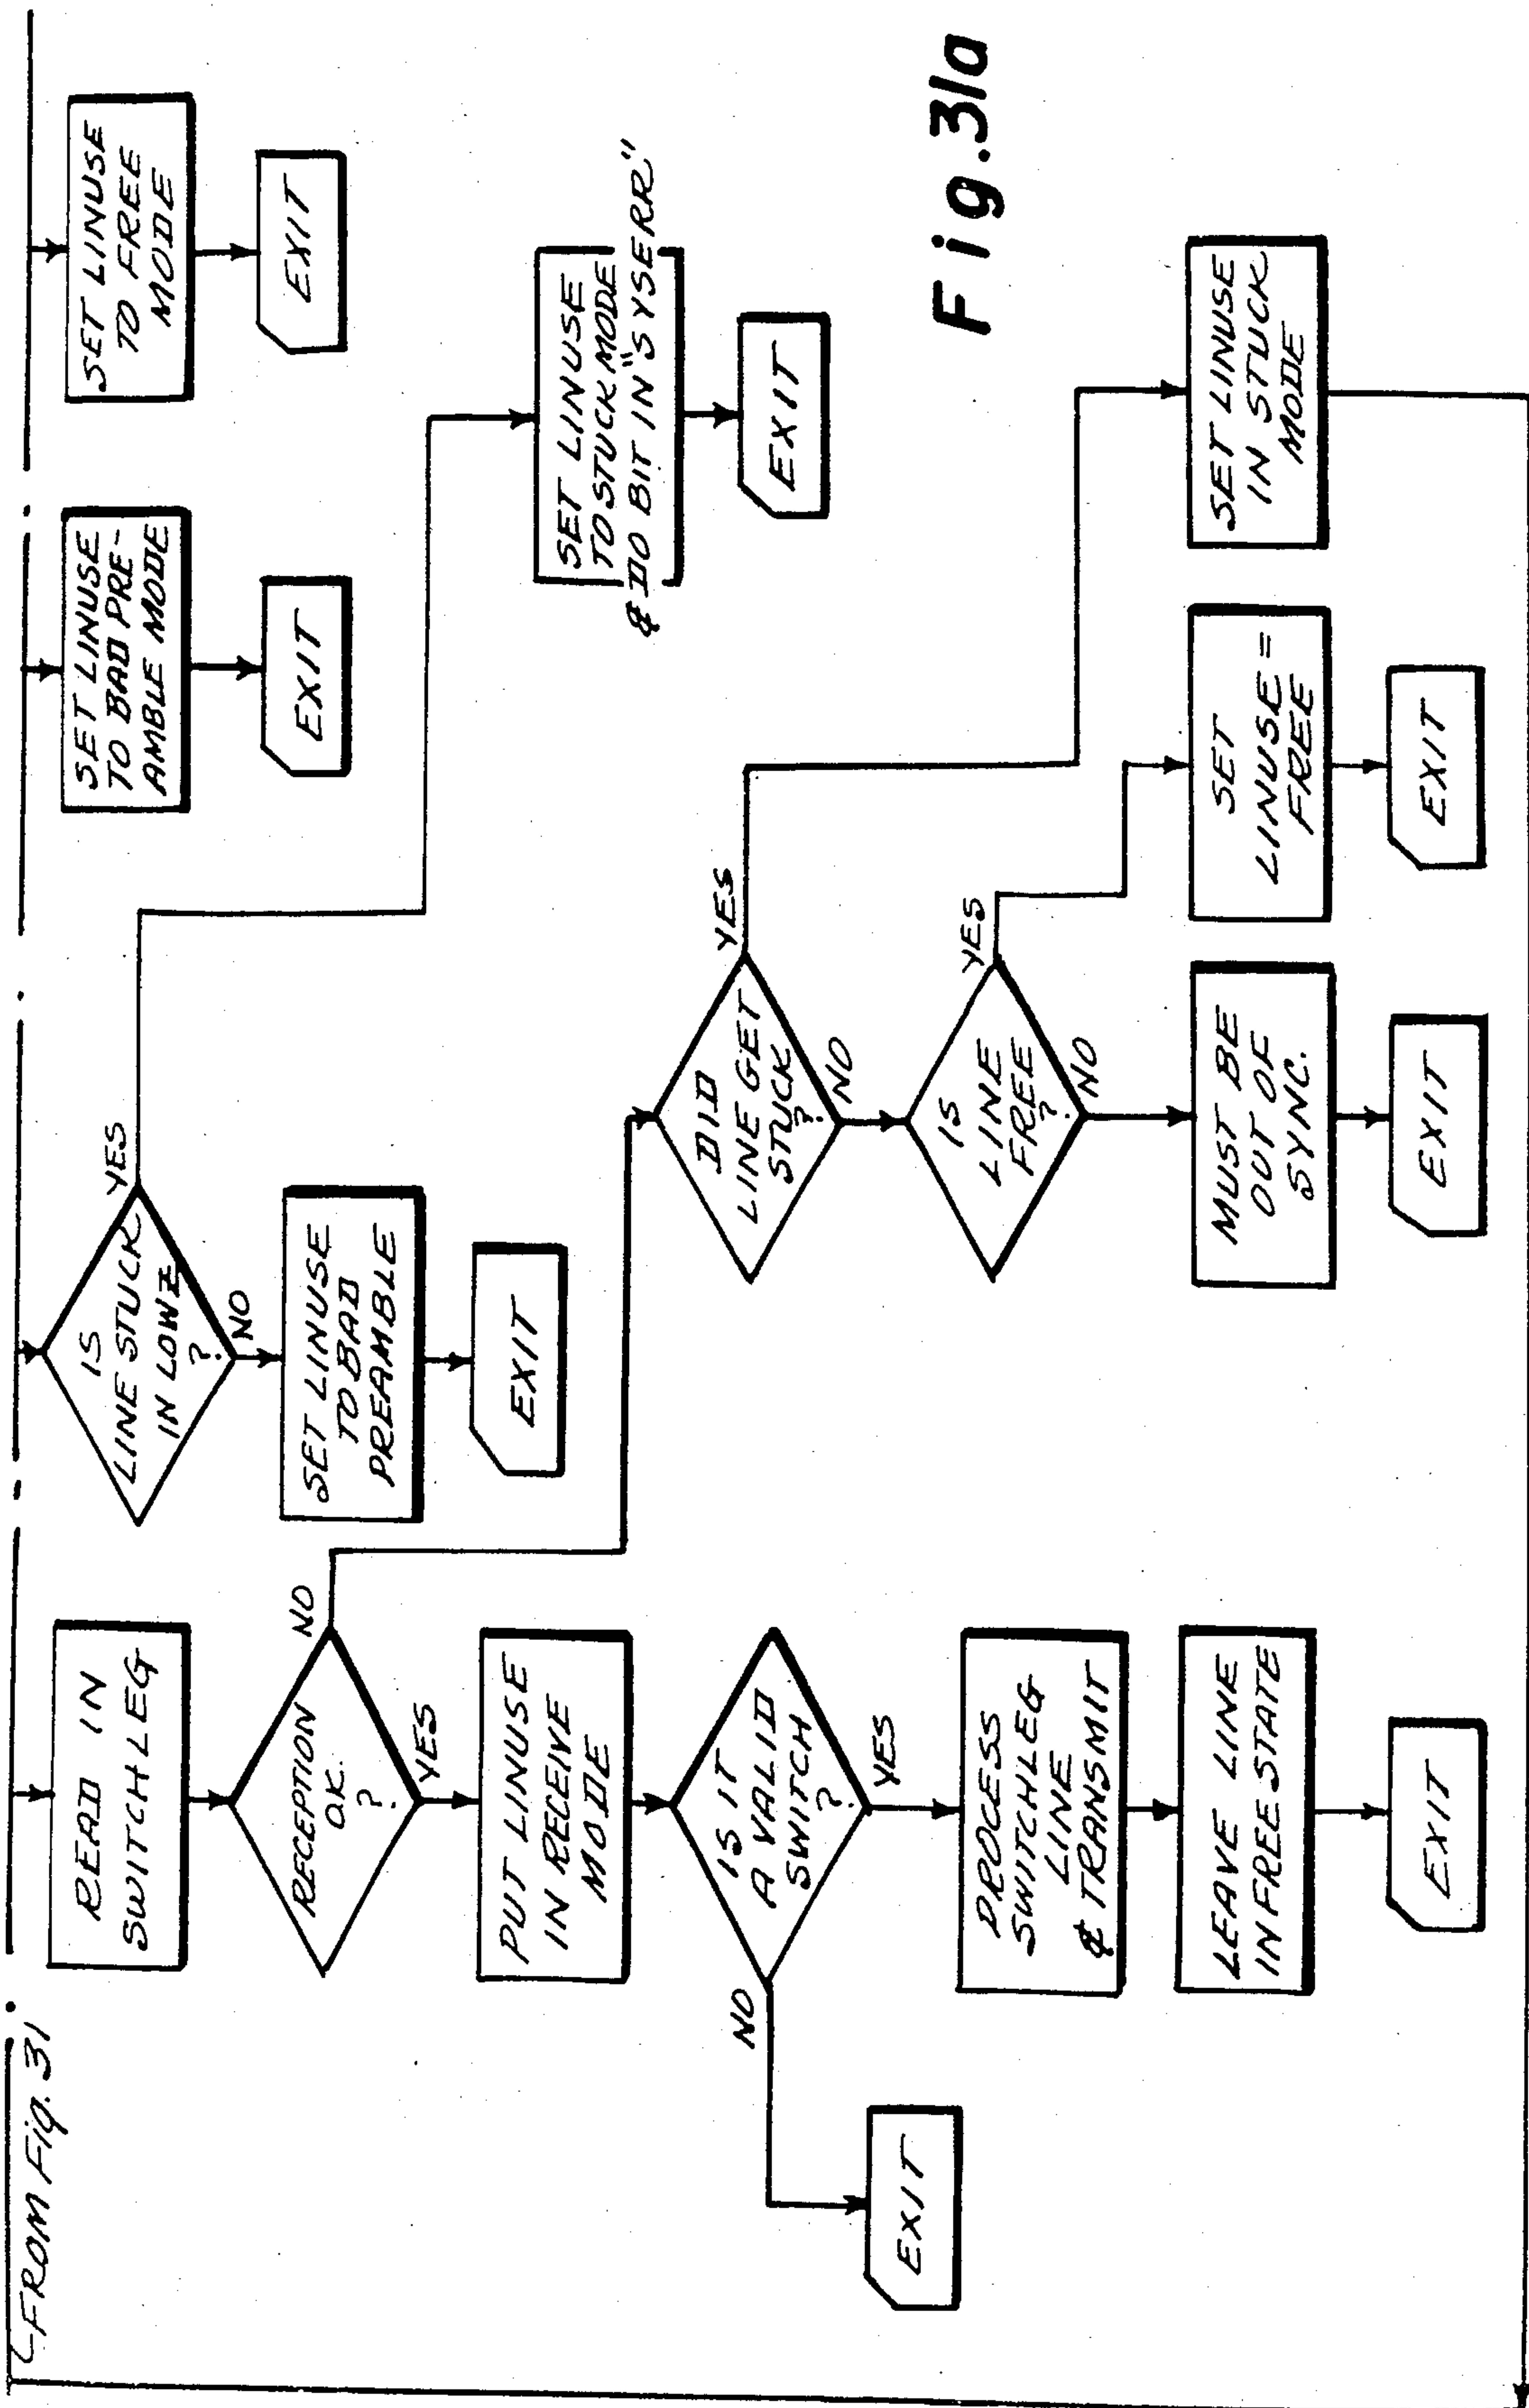 FROM Fig. 31
READ IN
SWITCHLEG
RECEPTION
O.K.
?
NO
YES
PUT LINUSE
IN RECEIVE
MODE
IS IT
A VALID
SWITCH
?
NO
EXIT
YES
PROCESS
SWITCHLEG
LINE
& TRANSMIT
LEAVE LINE
IN FREE STATE
EXIT
IS
LINE STUCK
IN LOW Z
?
YES
NO
SET LINUSE
TO BAD
PREAMBLE
EXIT
SET LINUSE
TO BAD PRE-
AMBLE MODE
EXIT
SET LINUSE
TO FREE
MODE
EXIT
SET LINUSE
TO STUCK MODE
& DO BIT IN "SYSERR"
EXIT
DID
LINE GET
STUCK
?
YES
NO
IS
LINE
FREE
?
YES
NO
MUST BE
OUT OF
SYNC.
EXIT
SET
LINUSE =
FREE
EXIT
SET LINUSE
IN STUCK
MODE
Fig. 31a